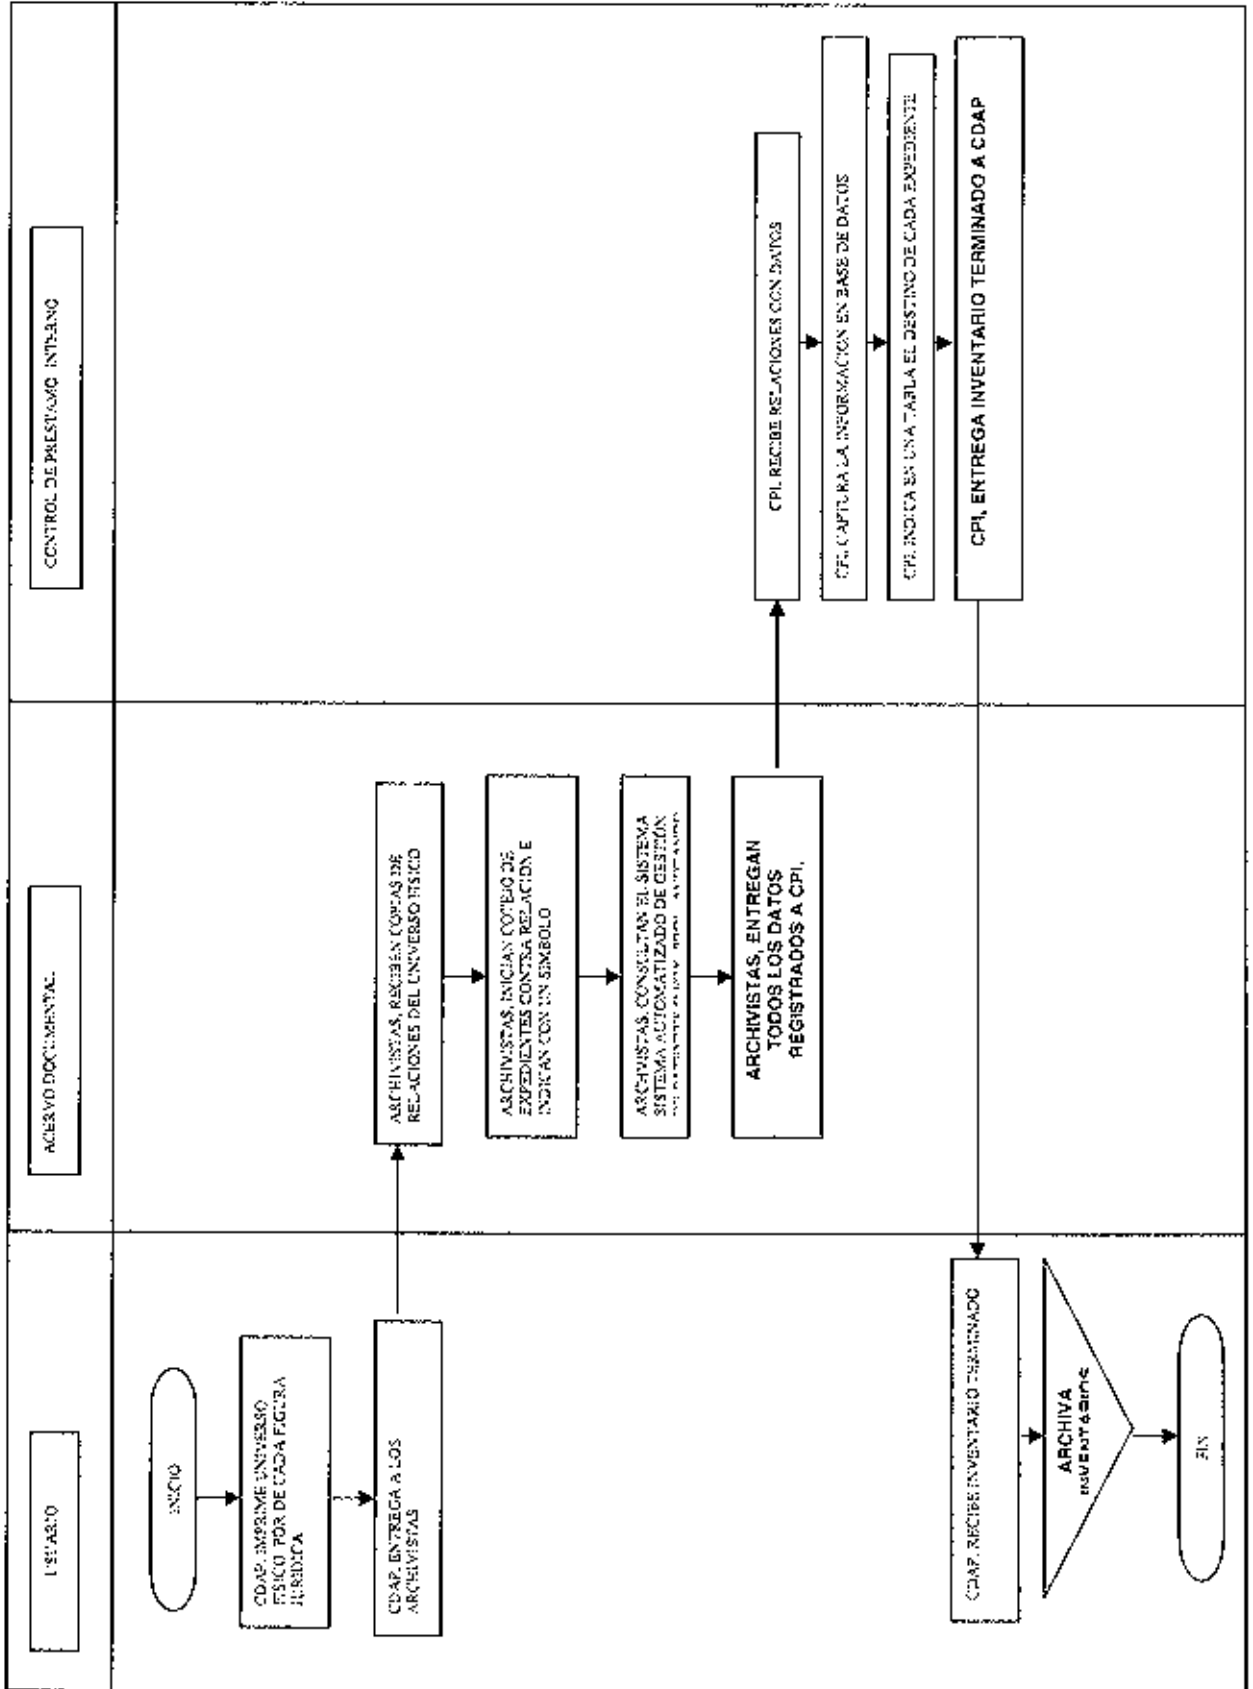 USUARIO
ACERVO DOCUMENTAL
CONTROL DE PRESTAMO INTERNO
INICIO
CDAP. IMPRIME UNIVERSO
FISICO POR DE CADA FIGURA
JURIDICA
CDAP. ENTREGA A LOS
ARCHIVISTAS
ARCHIVISTAS, RECIBEN COPIAS DE
RELACIONES DEL UNIVERSO FISICO
ARCHIVISTAS, INICIAN COTEJO DE
EXPEDIENTES CONTRA RELACION E
INDICAN CON UN SIMBOLO
ARCHVISTAS, CONSULTAN EL SISTEMA
SISTEMA AUTOMATIZADO DE GESTIÓN
ARCHIVISTAS, ENTREGAN
TODOS LOS DATOS
REGISTRADOS A CPI.
CPI. RECIBE RELACIONES CON DATOS
CPI. CAPTURA LA INFORMACION EN BASE DE DATOS
CPI. INDICA EN UNA TABLA EL DESTINO DE CADA EXPEDIENTE
CPI, ENTREGA INVENTARIO TERMINADO A CDAP
CDAP. RECIBE INVENTARIO TERMINADO
ARCHIVA
INVENTARIOS
FIN